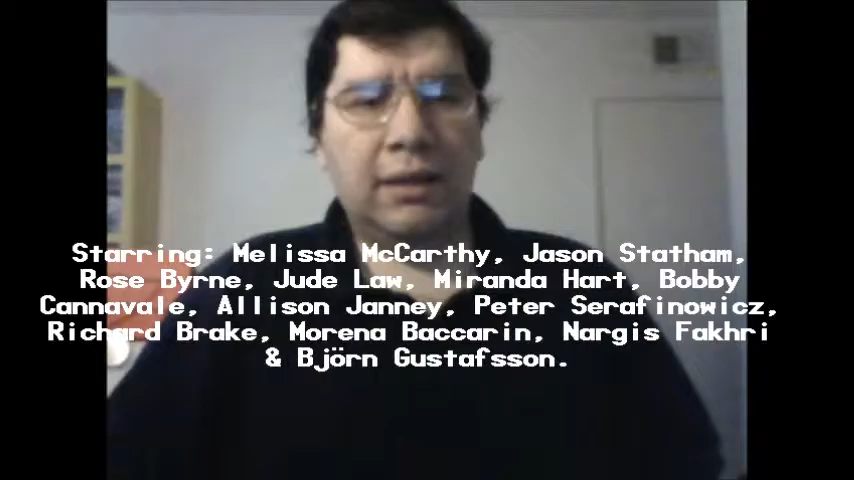 Starring: Melissa McCarthy, Jason Statham,
Rose Byrne, Jude Law, Miranda Hart, Bobby
Cannavale, Allison Janney, Peter Serafinowicz,
Richard Brake, Morena Baccarin, Nargis Fakhri
& Björn Gustafsson.